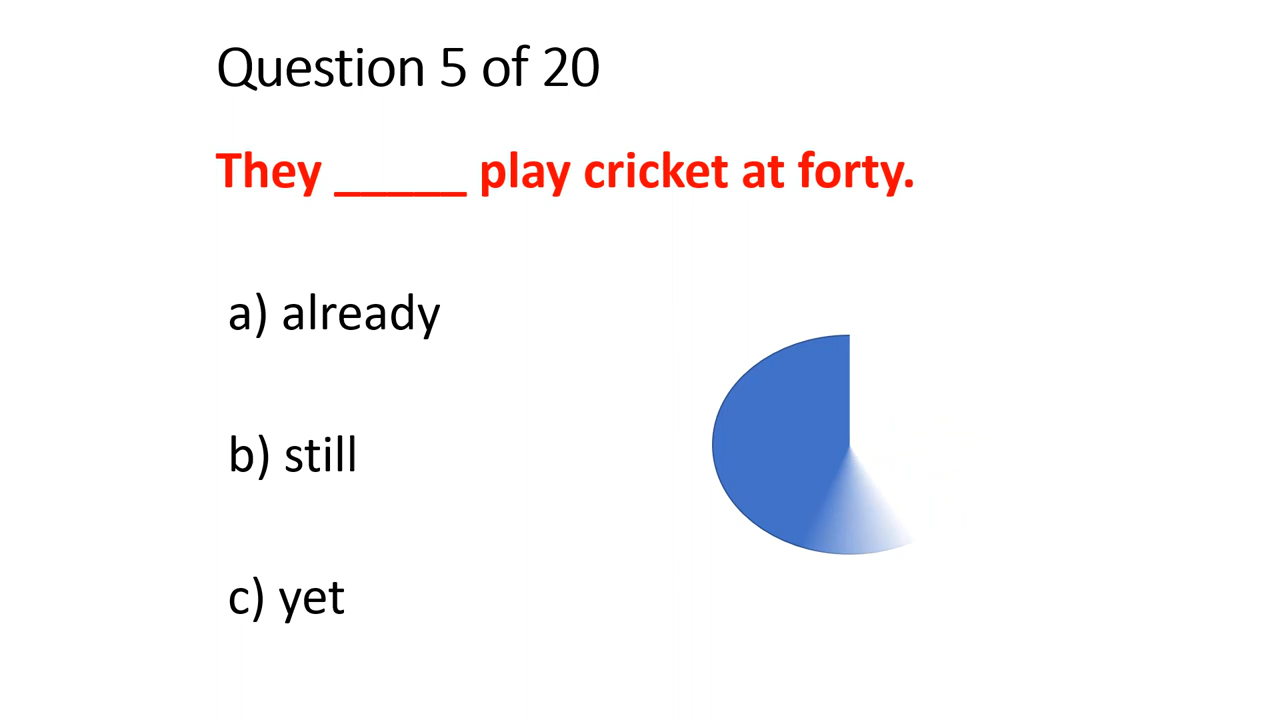 Question 5 of 20
They _____ play cricket at forty.
a) already
b) still
c) yet